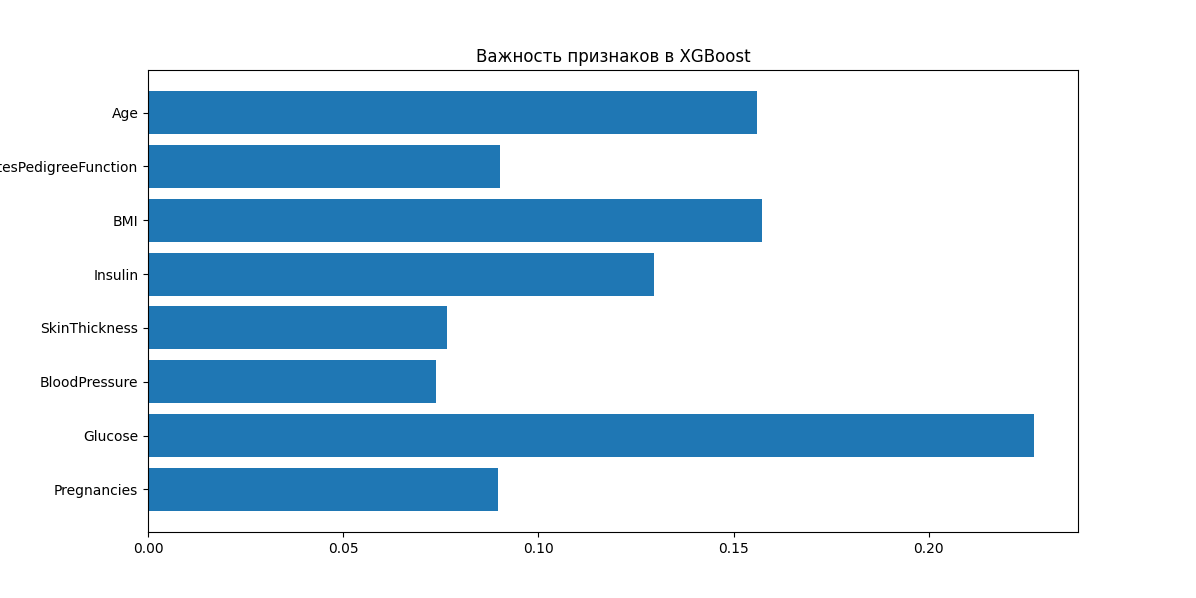 Важность признаков в XGBoost
Age
tesPedigreeFunction
BMI
Insulin
SkinThickness
BloodPressure
Glucose
Pregnancies
0.00 0.05 0.10 0.15 0.20